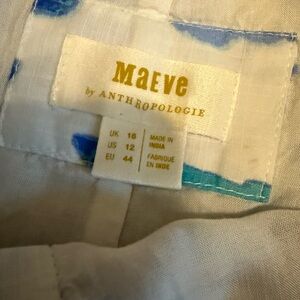 MAEVE
by ANTHROPOLOGIE
UK 16
US 12
EU 44
MADE IN
INDIA
FABRIQUÉ
EN INDE